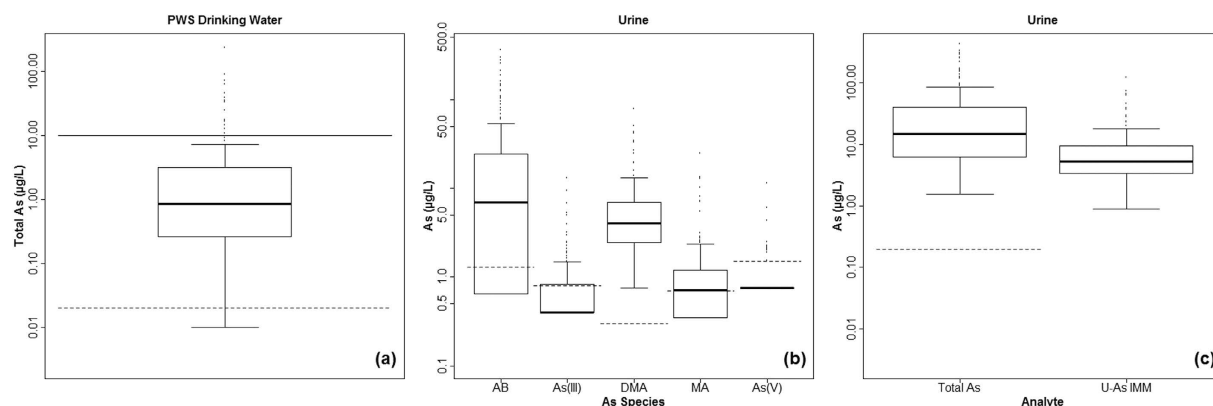 PWS Drinking Water
Total As (µg/L)
100.00
10.00
1.00
0.10
0.01
(a)
Urine
As (µg/L)
500.0
50.0
5.0
1.0
0.5
0.1
AB
As(III)
DMA
MA
As(V)
As Species
(b)
Urine
As (µg/L)
100.00
10.00
1.00
0.10
0.01
Total As
U-As IMM
Analyte
(c)